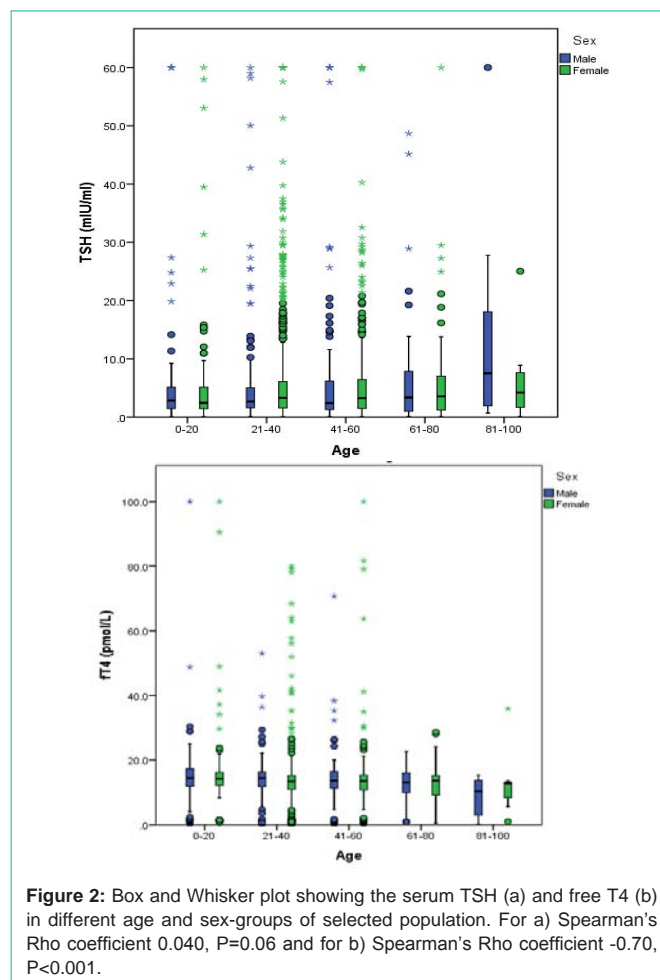 Sex
Male
Female
60.0
50.0
40.0
30.0
20.0
10.0
.0
TSH (mIU/ml)
0-20 21-40 41-60 61-80 81-100
Age
Sex
Male
Female
100.0
80.0
60.0
40.0
20.0
.0
fT4 (pmol/L)
0-20 21-40 41-60 61-80 81-100
Age
Figure 2: Box and Whisker plot showing the serum TSH (a) and free T4 (b)
in different age and sex-groups of selected population. For a) Spearman's
Rho coefficient 0.040, P=0.06 and for b) Spearman's Rho coefficient -0.70,
P<0.001.